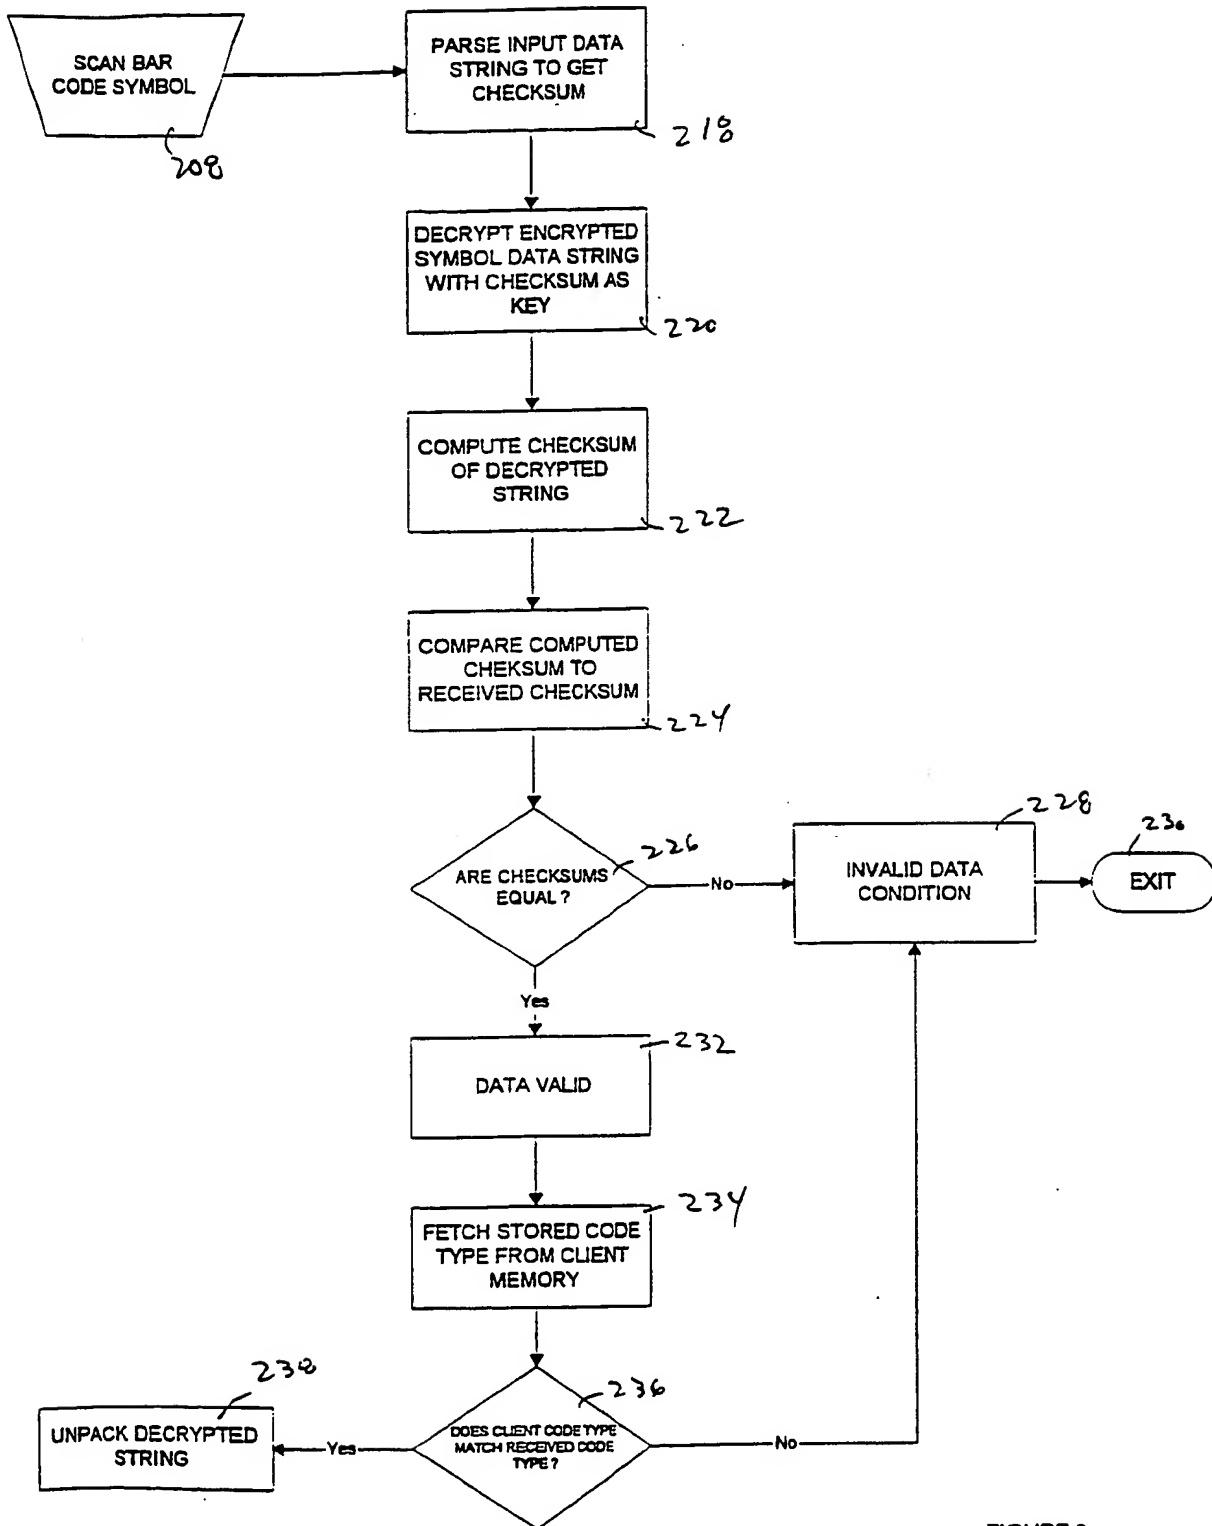 SCAN BAR
CODE SYMBOL
208
PARSE INPUT DATA
STRING TO GET
CHECKSUM
218
DECRYPT ENCRYPTED
SYMBOL DATA STRING
WITH CHECKSUM AS
KEY
220
COMPUTE CHECKSUM
OF DECRYPTED
STRING
222
COMPARE COMPUTED
CHEKSUM TO
RECEIVED CHECKSUM
224
ARE CHECKSUMS
EQUAL ?
226
No
INVALID DATA
CONDITION
228
EXIT
230
Yes
DATA VALID
232
FETCH STORED CODE
TYPE FROM CLIENT
MEMORY
234
DOES CLIENT CODE TYPE
MATCH RECEIVED CODE
TYPE ?
236
No
Yes
UNPACK DECRYPTED
STRING
238